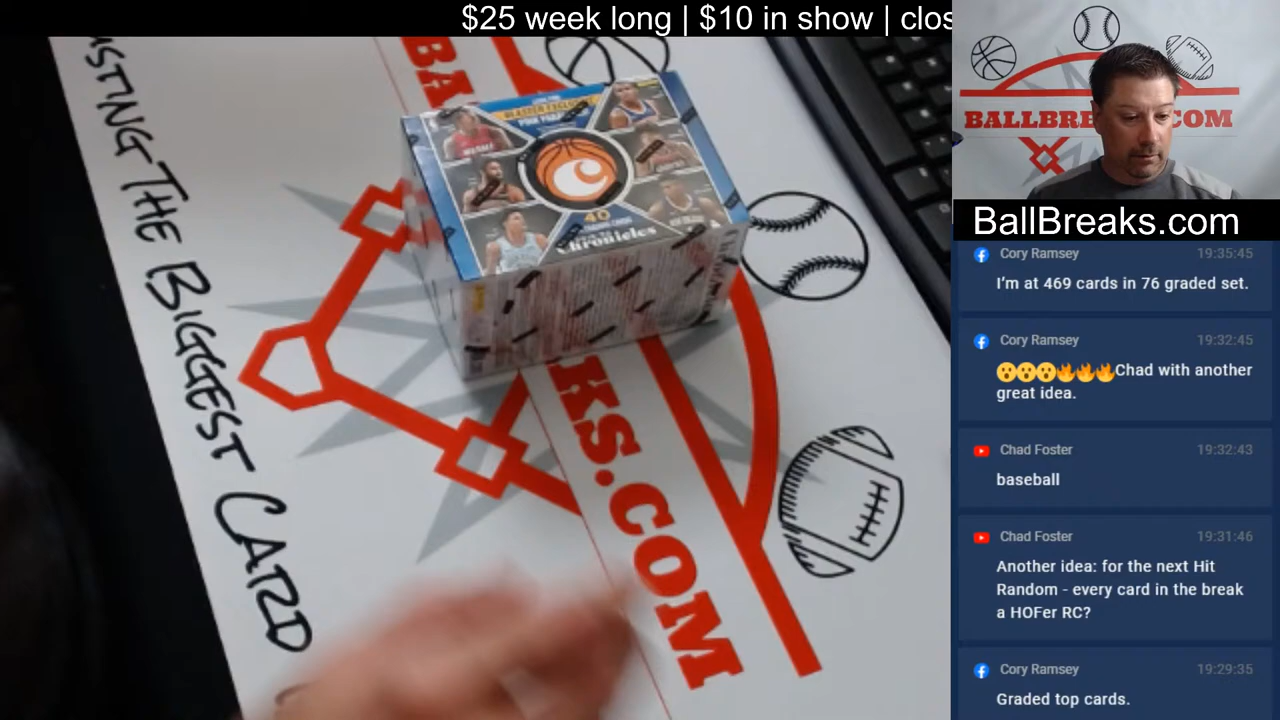 $25 week long | $10 in show | clos
USTING THE BIGGEST CARD
BA
KS.COM
40
chronicles
BALLBRE
.COM
BallBreaks.com
Cory Ramsey
19:35:45
I'm at 469 cards in 76 graded set.
Cory Ramsey
19:32:45
😮😮😮🔥🔥🔥Chad with another
great idea.
Chad Foster
19:32:43
baseball
Chad Foster
19:31:46
Another idea: for the next Hit
Random - every card in the break
a HOFer RC?
Cory Ramsey
19:29:35
Graded top cards.